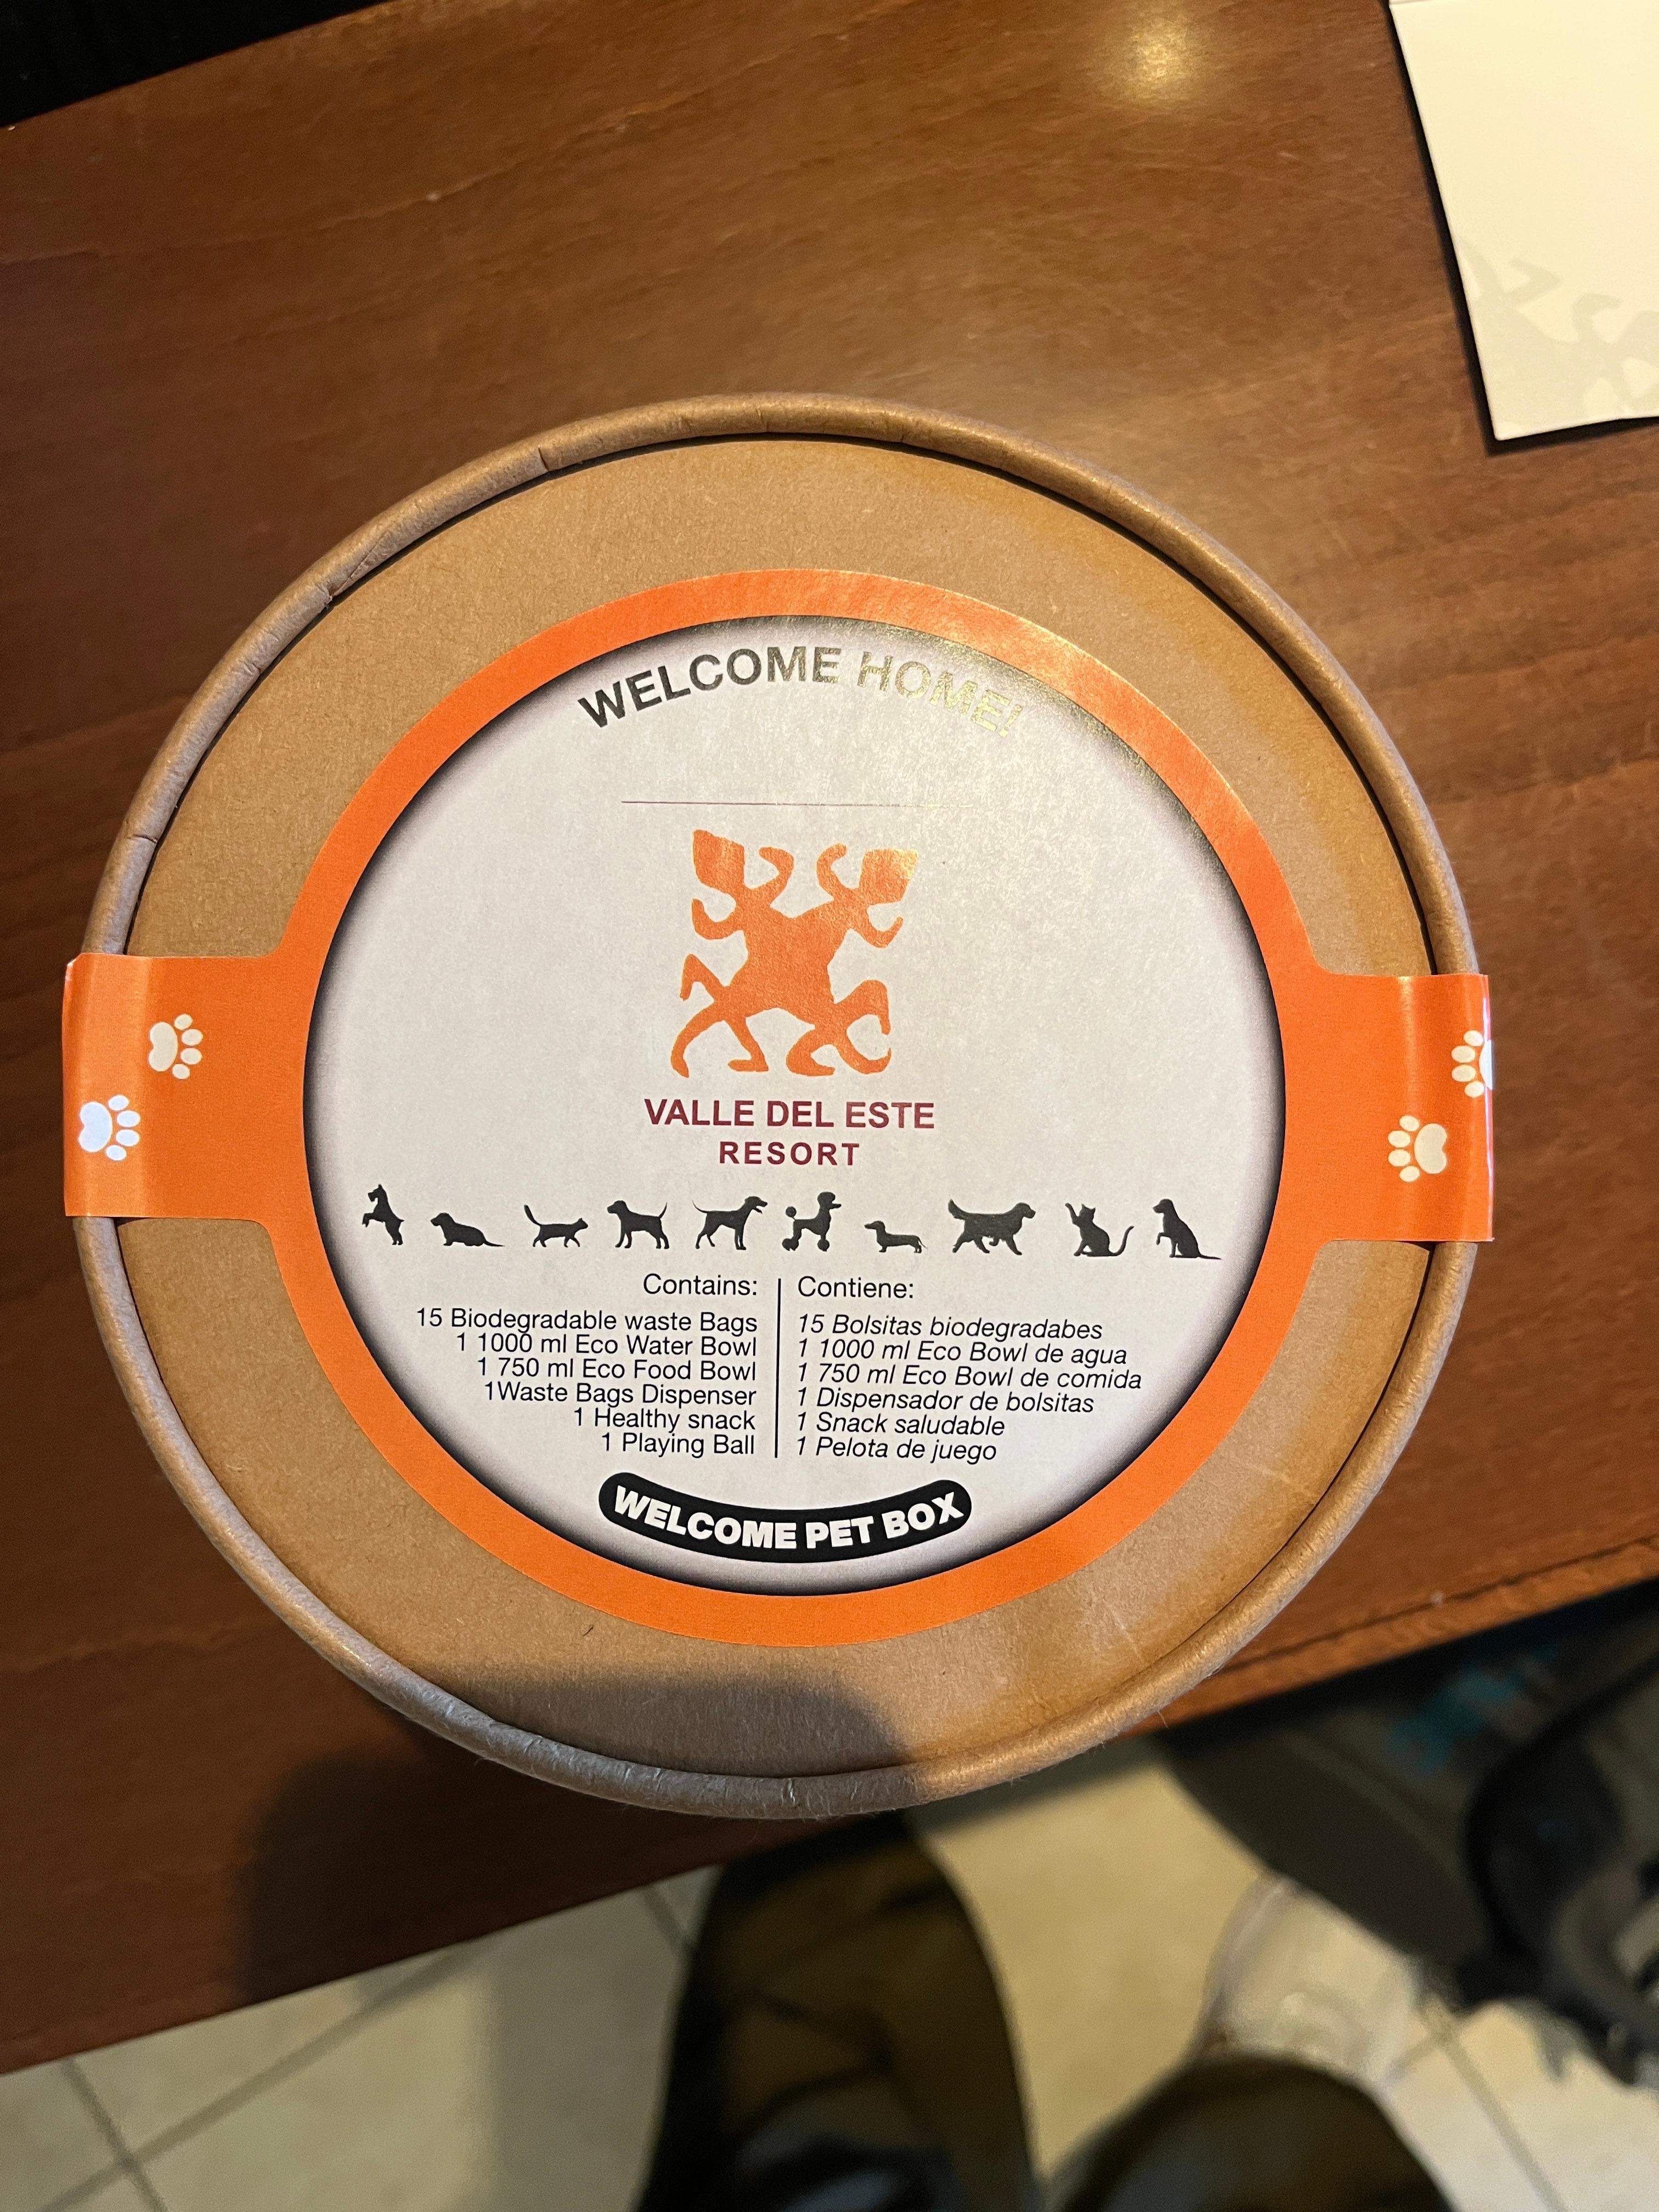 WELCOME HOME!
VALLE DEL ESTE
RESORT
Contains:
15 Biodegradable waste Bags
1 1000 ml Eco Water Bowl
1 750 ml Eco Food Bowl
1Waste Bags Dispenser
1 Healthy snack
1 Playing Ball
Contiene:
15 Bolsitas biodegradabes
1 1000 ml Eco Bowl de agua
1 750 ml Eco Bowl de comida
1 Dispensador de bolsitas
1 Snack saludable
1 Pelota de juego
WELCOME PET BOX